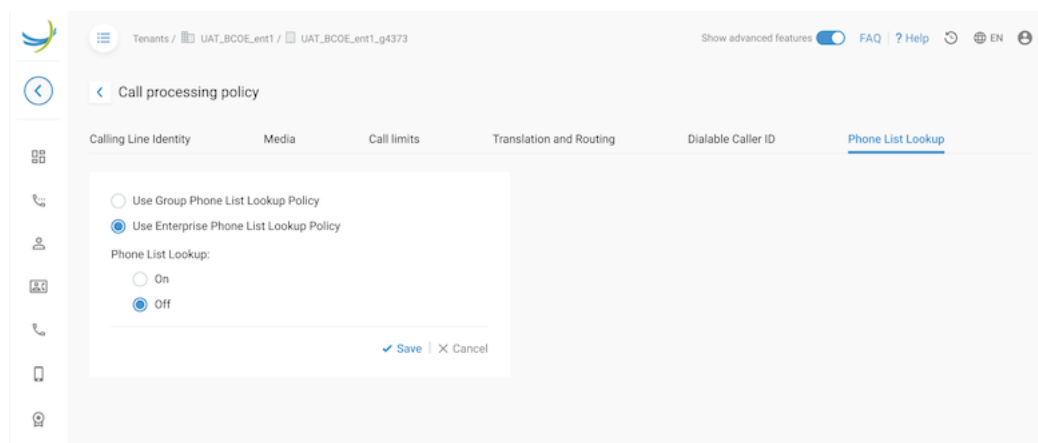 Tenants / UAT_BCOE_ent1 / UAT_BCOE_ent1_g4373
Show advanced features FAQ ? Help EN
Call processing policy
Calling Line Identity Media Call limits Translation and Routing Dialable Caller ID Phone List Lookup
Use Group Phone List Lookup Policy
Use Enterprise Phone List Lookup Policy
Phone List Lookup:
On
Off
Save Cancel